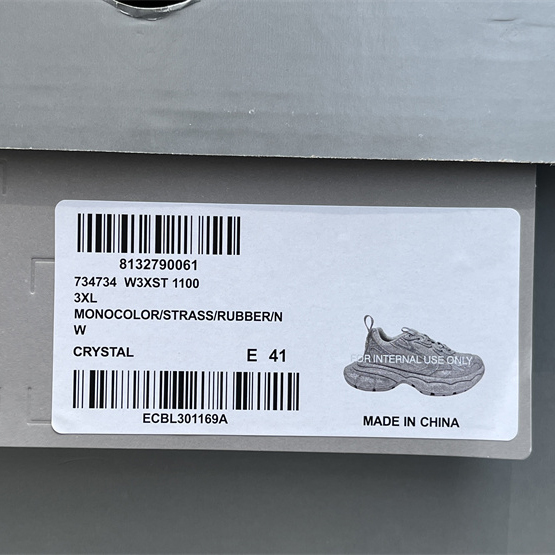 8132790061
734734 W3XST 1100
3XL
MONOCOLOR/STRASS/RUBBER/N
W
CRYSTAL E 41
ECBL301169A
FOR INTERNAL USE ONLY
MADE IN CHINA